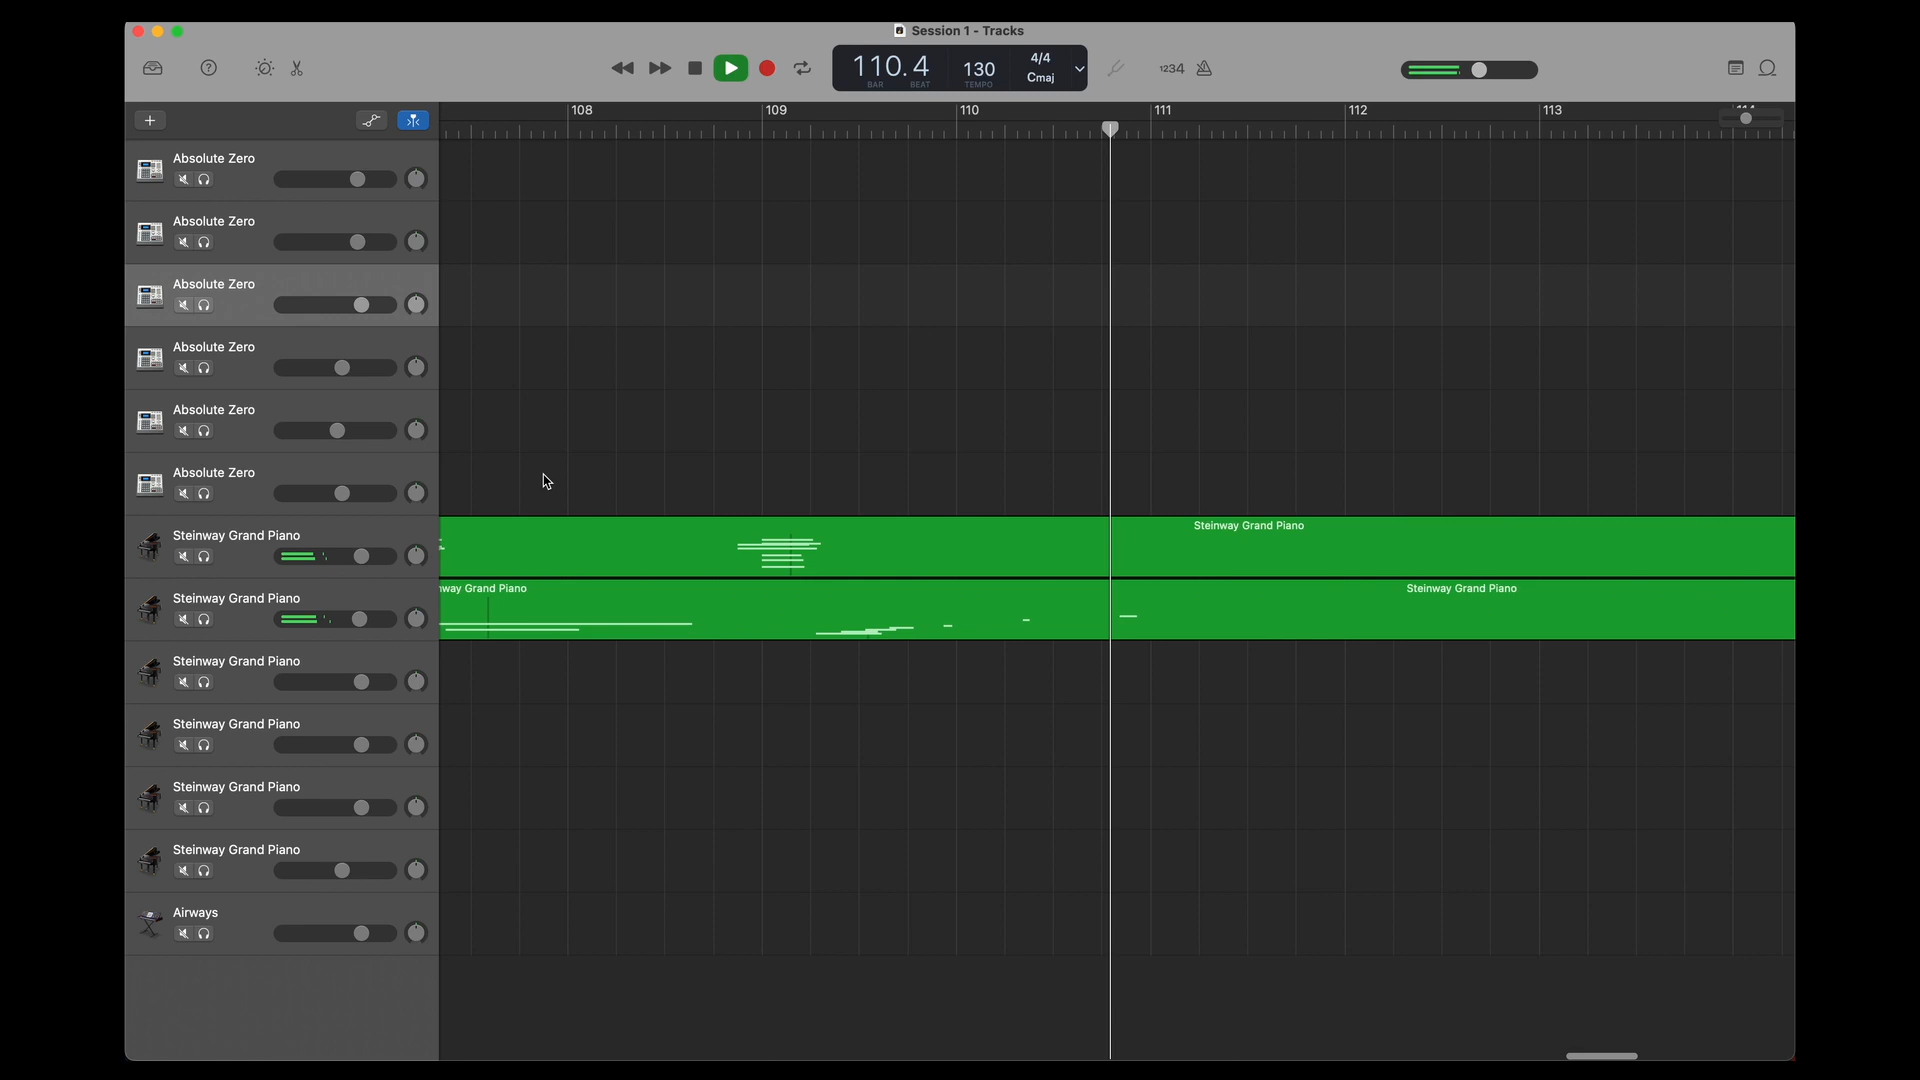 Session 1 - Tracks
110.4
BAR
BEAT
130
TEMPO
4/4
Cmaj
1234
108
109
110
111
112
113
114
Absolute Zero
Absolute Zero
Absolute Zero
Absolute Zero
Absolute Zero
Absolute Zero
Steinway Grand Piano
Steinway Grand Piano
Steinway Grand Piano
way Grand Piano
Steinway Grand Piano
Steinway Grand Piano
Steinway Grand Piano
Steinway Grand Piano
Steinway Grand Piano
Airways